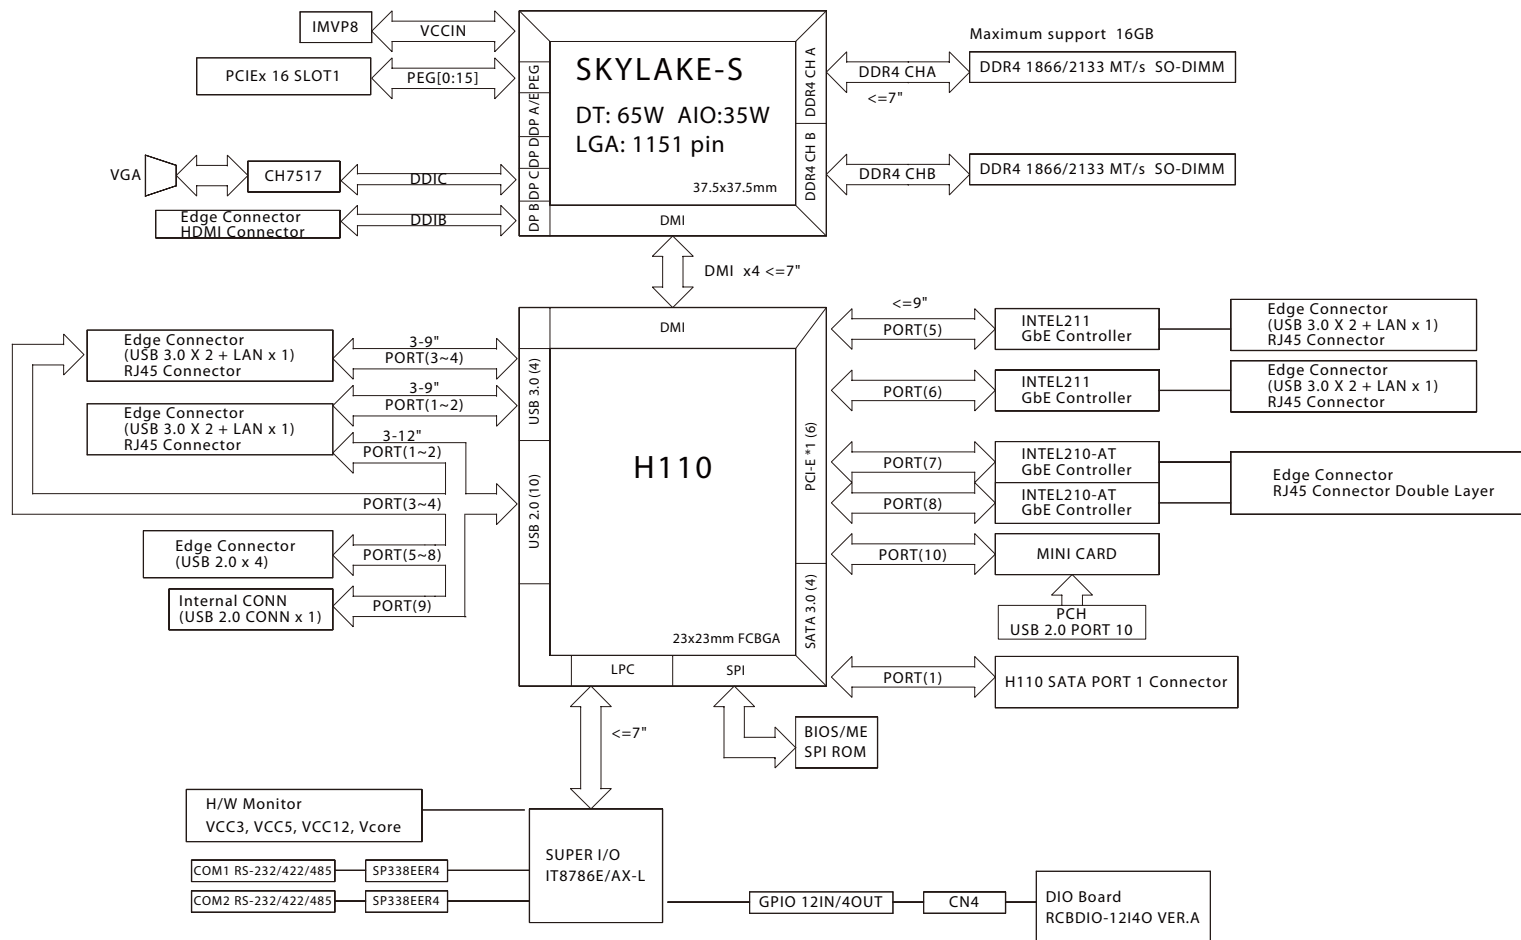 IMVP8
VCCIN
PCIEx 16 SLOT1
PEG[0:15]
VGA
CH7517
DDIC
Edge Connector
HDMI Connector
DDIB
PEG
DP A/E
DP D
DP C
DP B
SKYLAKE-S
DT: 65W AIO:35W
LGA: 1151 pin
37.5x37.5mm
DMI
DDR4 CH A
DDR4 CH B
Maximum support 16GB
DDR4 CHA
<=7"
DDR4 1866/2133 MT/s SO-DIMM
DDR4 CHB
DDR4 1866/2133 MT/s SO-DIMM
DMI x4 <=7"
Edge Connector
(USB 3.0 X 2 + LAN x 1)
RJ45 Connector
3-9"
PORT(3~4)
Edge Connector
(USB 3.0 X 2 + LAN x 1)
RJ45 Connector
3-9"
PORT(1~2)
3-12"
PORT(1~2)
PORT(3~4)
Edge Connector
(USB 2.0 x 4)
PORT(5~8)
Internal CONN
(USB 2.0 CONN x 1)
PORT(9)
DMI
USB 3.0 (4)
USB 2.0 (10)
H110
23x23mm FCBGA
LPC
SPI
PCI-E *1 (6)
SATA 3.0 (4)
<=9"
PORT(5)
INTEL211
GbE Controller
Edge Connector
(USB 3.0 X 2 + LAN x 1)
RJ45 Connector
PORT(6)
INTEL211
GbE Controller
Edge Connector
(USB 3.0 X 2 + LAN x 1)
RJ45 Connector
PORT(7)
INTEL210-AT
GbE Controller
PORT(8)
INTEL210-AT
GbE Controller
Edge Connector
RJ45 Connector Double Layer
PORT(10)
MINI CARD
PCH
USB 2.0 PORT 10
PORT(1)
H110 SATA PORT 1 Connector
<=7"
BIOS/ME
SPI ROM
H/W Monitor
VCC3, VCC5, VCC12, Vcore
COM1 RS-232/422/485
SP338EER4
COM2 RS-232/422/485
SP338EER4
SUPER I/O
IT8786E/AX-L
GPIO 12IN/4OUT
CN4
DIO Board
RCBDIO-12I4O VER.A